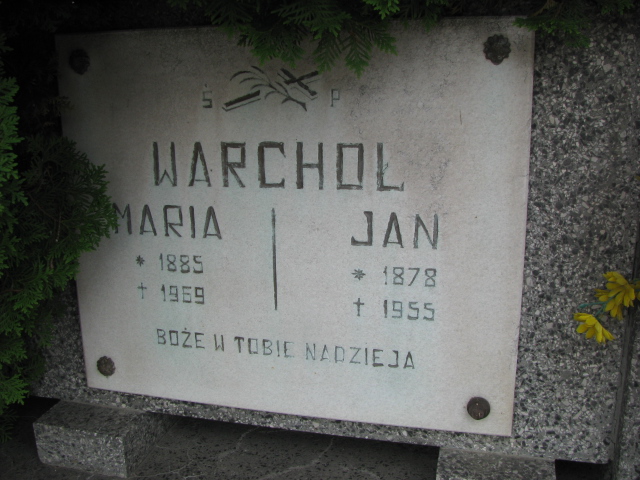 Ś P
WARCHOŁ
MARIA JAN
* 1885 * 1878
† 1969 † 1955
BOŻE W TOBIE NADZIEJA